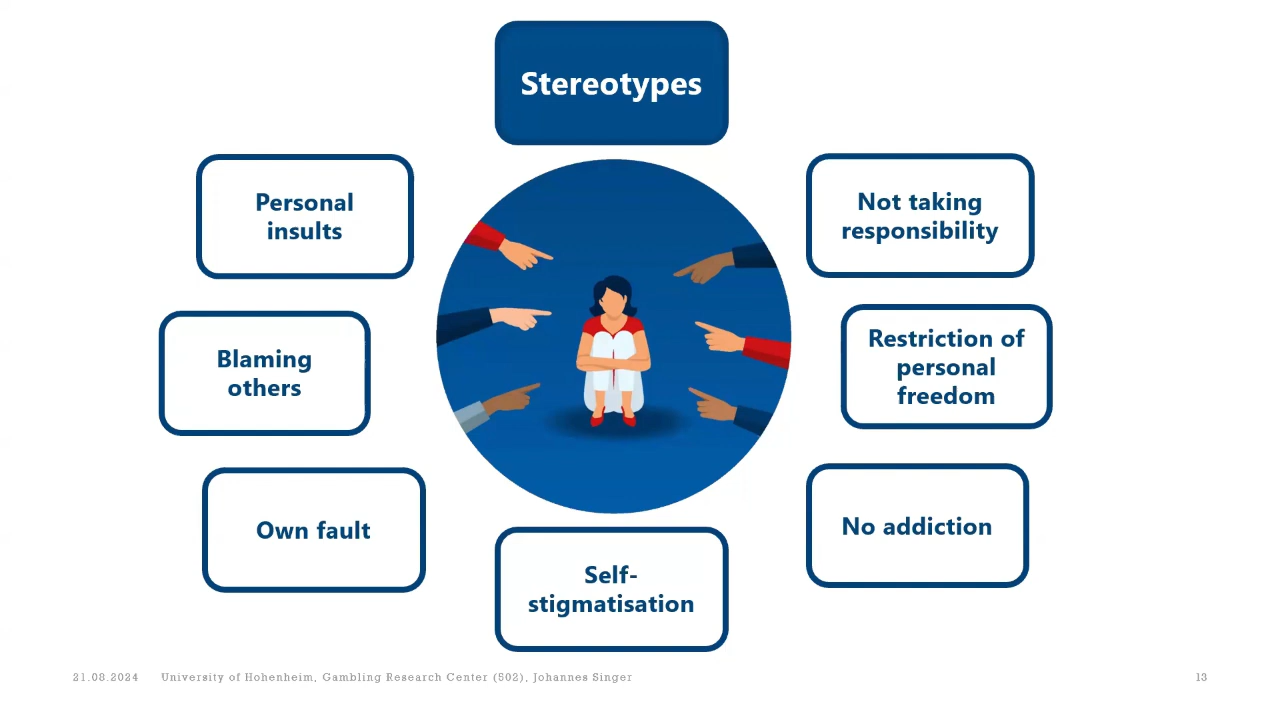 Stereotypes
Personal
insults
Not taking
responsibility
Blaming
others
Restriction of
personal
freedom
Own fault
No addiction
Self-
stigmatisation
21.08.2024 University of Hohenheim, Gambling Research Center (502), Johannes Singer 13